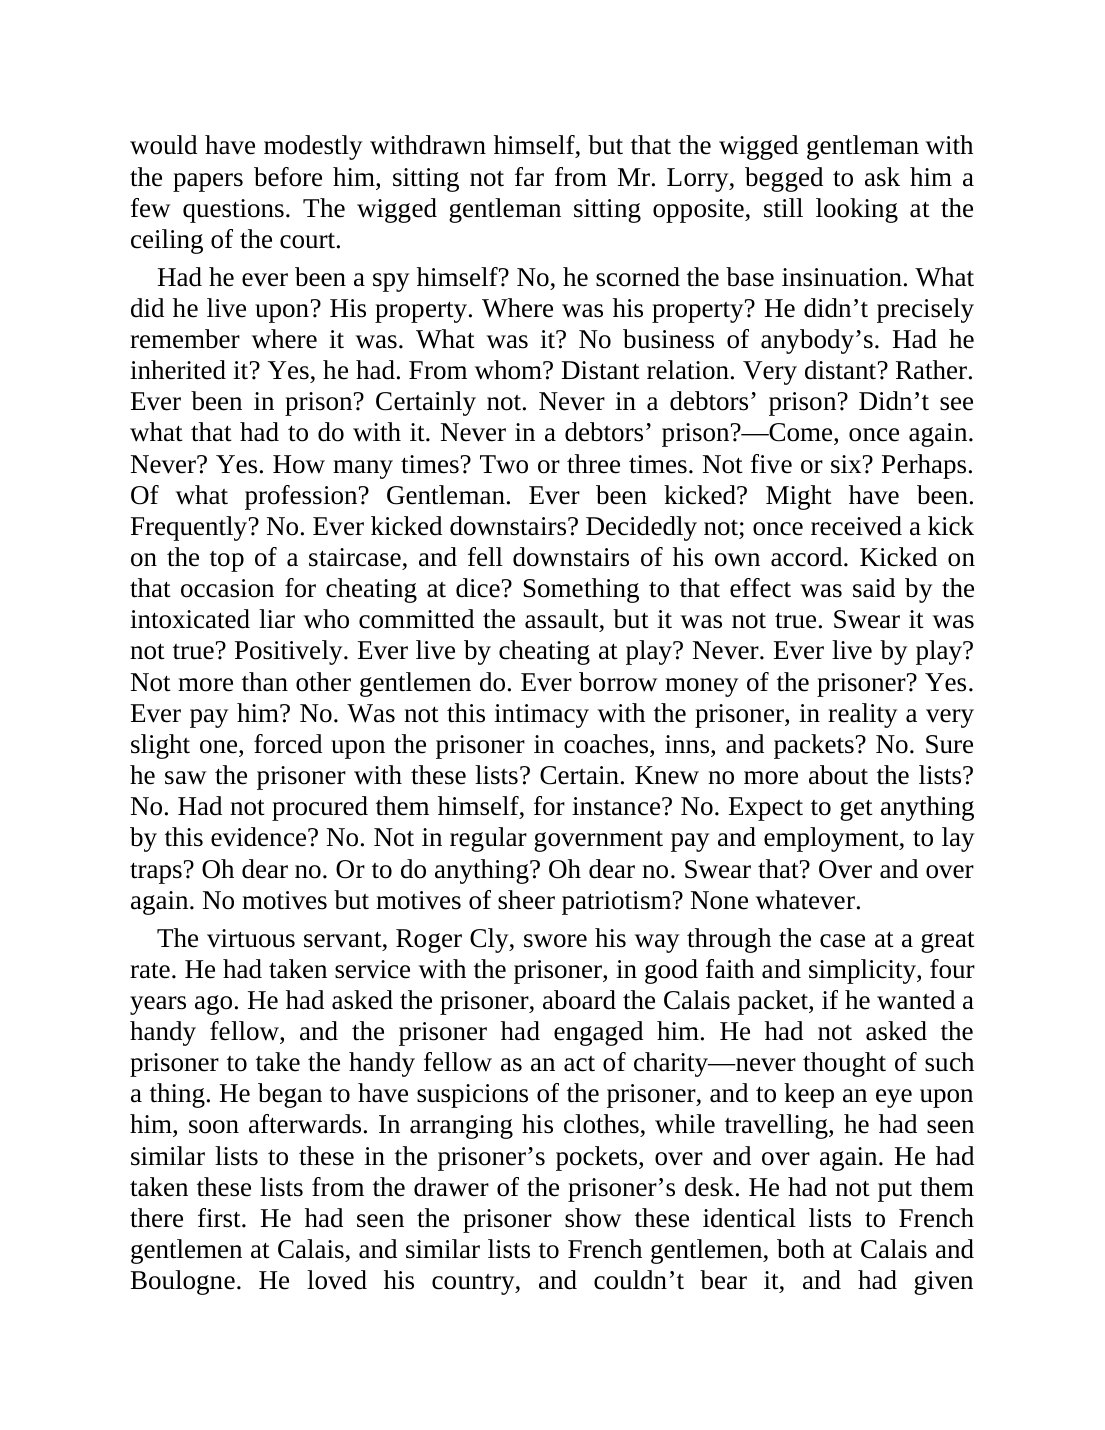 would have modestly withdrawn himself, but that the wigged gentleman with
the papers before him, sitting not far from Mr. Lorry, begged to ask him a
few questions. The wigged gentleman sitting opposite, still looking at the
ceiling of the court.
Had he ever been a spy himself? No, he scorned the base insinuation. What
did he live upon? His property. Where was his property? He didn’t precisely
remember where it was. What was it? No business of anybody’s. Had he
inherited it? Yes, he had. From whom? Distant relation. Very distant? Rather.
Ever been in prison? Certainly not. Never in a debtors’ prison? Didn’t see
what that had to do with it. Never in a debtors’ prison?—Come, once again.
Never? Yes. How many times? Two or three times. Not five or six? Perhaps.
Of what profession? Gentleman. Ever been kicked? Might have been.
Frequently? No. Ever kicked downstairs? Decidedly not; once received a kick
on the top of a staircase, and fell downstairs of his own accord. Kicked on
that occasion for cheating at dice? Something to that effect was said by the
intoxicated liar who committed the assault, but it was not true. Swear it was
not true? Positively. Ever live by cheating at play? Never. Ever live by play?
Not more than other gentlemen do. Ever borrow money of the prisoner? Yes.
Ever pay him? No. Was not this intimacy with the prisoner, in reality a very
slight one, forced upon the prisoner in coaches, inns, and packets? No. Sure
he saw the prisoner with these lists? Certain. Knew no more about the lists?
No. Had not procured them himself, for instance? No. Expect to get anything
by this evidence? No. Not in regular government pay and employment, to lay
traps? Oh dear no. Or to do anything? Oh dear no. Swear that? Over and over
again. No motives but motives of sheer patriotism? None whatever.
The virtuous servant, Roger Cly, swore his way through the case at a great
rate. He had taken service with the prisoner, in good faith and simplicity, four
years ago. He had asked the prisoner, aboard the Calais packet, if he wanted a
handy fellow, and the prisoner had engaged him. He had not asked the
prisoner to take the handy fellow as an act of charity—never thought of such
a thing. He began to have suspicions of the prisoner, and to keep an eye upon
him, soon afterwards. In arranging his clothes, while travelling, he had seen
similar lists to these in the prisoner’s pockets, over and over again. He had
taken these lists from the drawer of the prisoner’s desk. He had not put them
there first. He had seen the prisoner show these identical lists to French
gentlemen at Calais, and similar lists to French gentlemen, both at Calais and
Boulogne. He loved his country, and couldn’t bear it, and had given